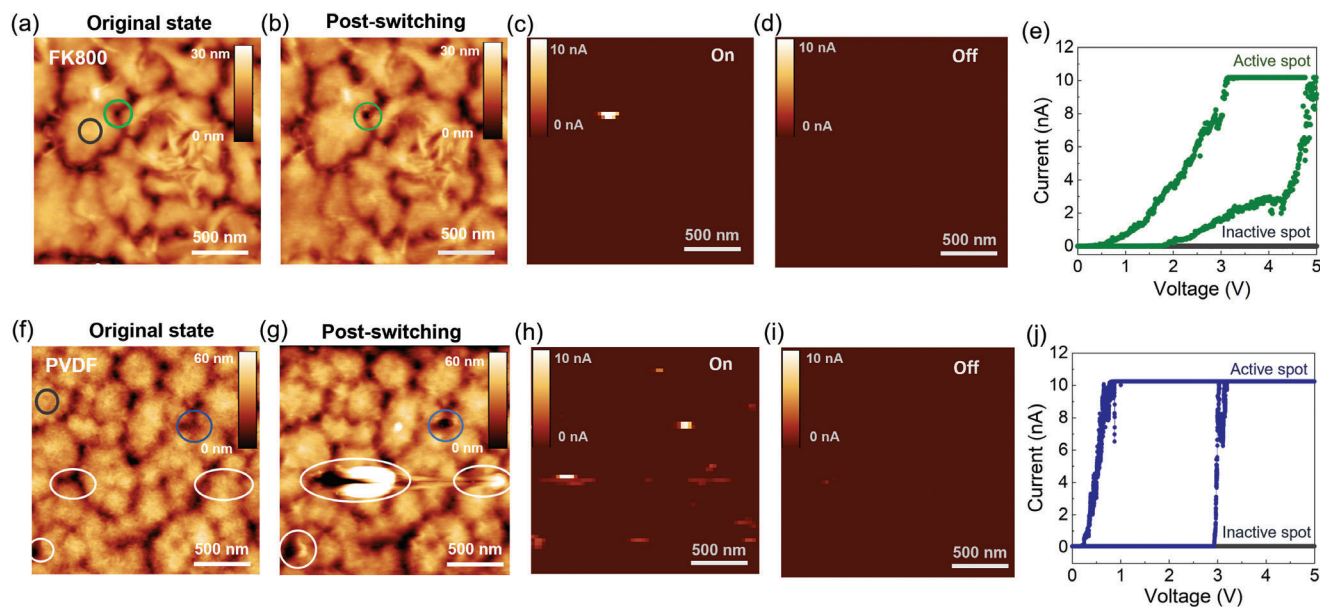 (a) Original state
FK800
30 nm
0 nm
500 nm
(b) Post-switching
30 nm
0 nm
500 nm
(c)
10 nA
0 nA
On
500 nm
(d)
10 nA
0 nA
Off
500 nm
(e)
12
10
8
6
4
2
0
Current (nA)
Active spot
Inactive spot
0 1 2 3 4 5
Voltage (V)
(f) Original state
PVDF
60 nm
0 nm
500 nm
(g) Post-switching
60 nm
0 nm
500 nm
(h)
10 nA
0 nA
On
500 nm
(i)
10 nA
0 nA
Off
500 nm
(j)
12
10
8
6
4
2
0
Current (nA)
Active spot
Inactive spot
0 1 2 3 4 5
Voltage (V)